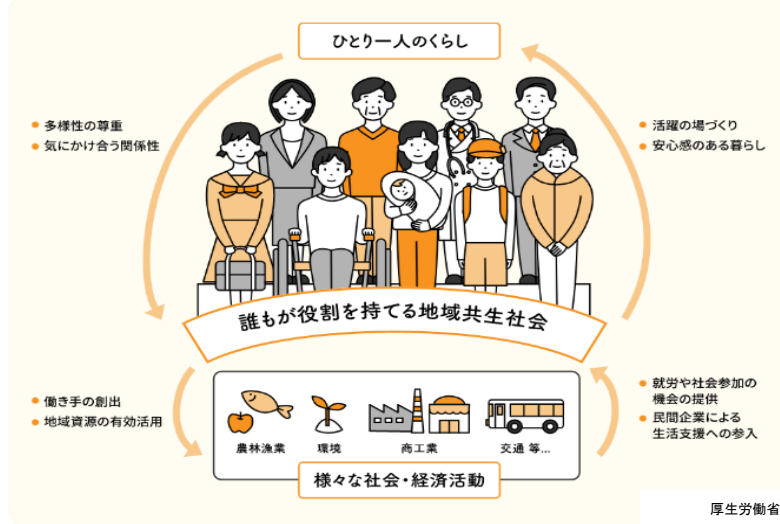 ひとり一人のくらし
● 多様性の尊重
● 気にかけ合う関係性
● 活躍の場づくり
● 安心感のある暮らし
誰もが役割を持てる地域共生社会
● 働き手の創出
● 地域資源の有効活用
● 就労や社会参加の
機会の提供
● 民間企業による
生活支援への参入
農林漁業 環境 商工業 交通 等...
様々な社会・経済活動
厚生労働省